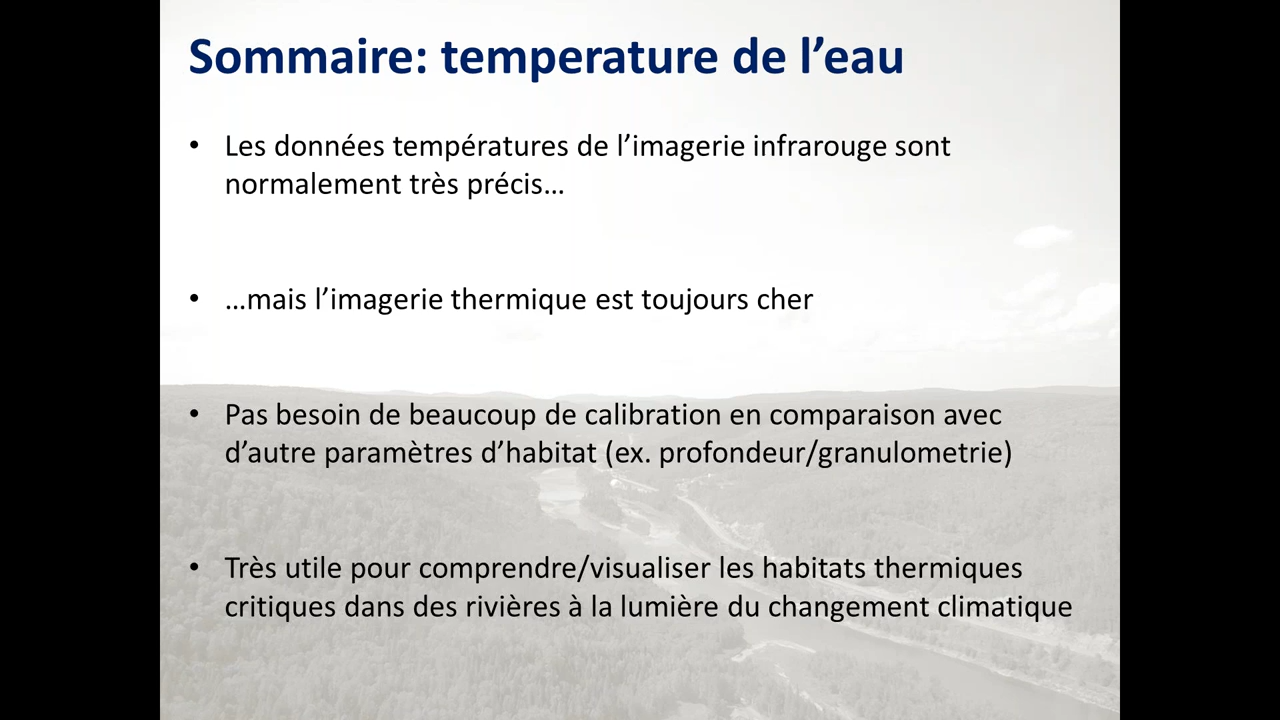 Sommaire: temperature de l’eau
• Les données températures de l’imagerie infrarouge sont
normalement très précis…
• …mais l’imagerie thermique est toujours cher
• Pas besoin de beaucoup de calibration en comparaison avec
d’autre paramètres d’habitat (ex. profondeur/granulometrie)
• Très utile pour comprendre/visualiser les habitats thermiques
critiques dans des rivières à la lumière du changement climatique